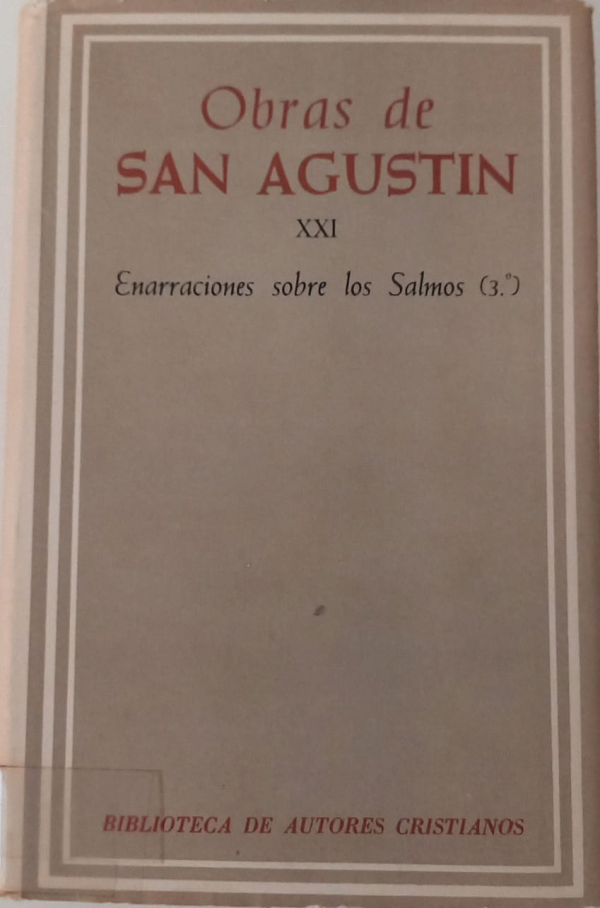 Obras de
SAN AGUSTIN
XXI
Enarraciones sobre los Salmos (3.º)
BIBLIOTECA DE AUTORES CRISTIANOS